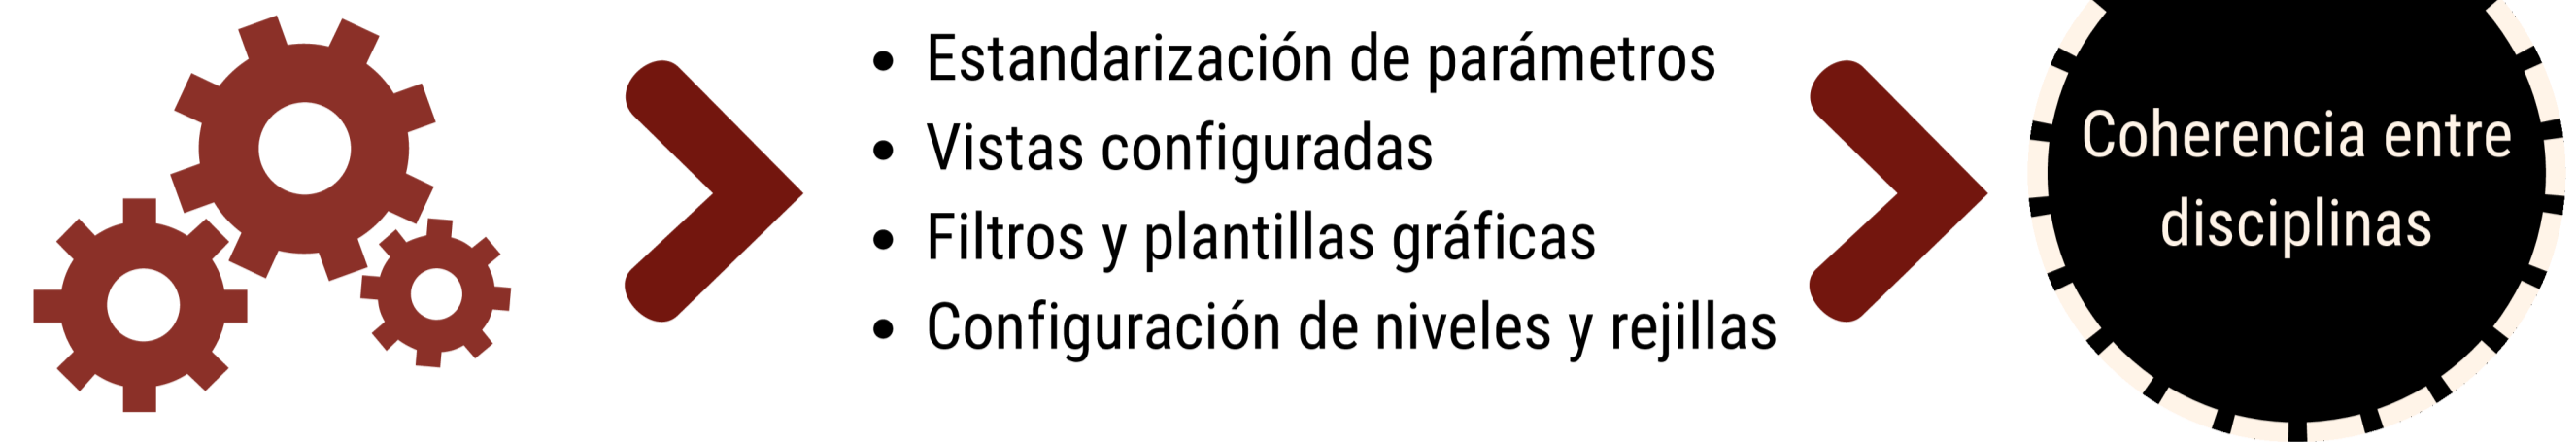 • Estandarización de parámetros
• Vistas configuradas
• Filtros y plantillas gráficas
• Configuración de niveles y rejillas
Coherencia entre
disciplinas